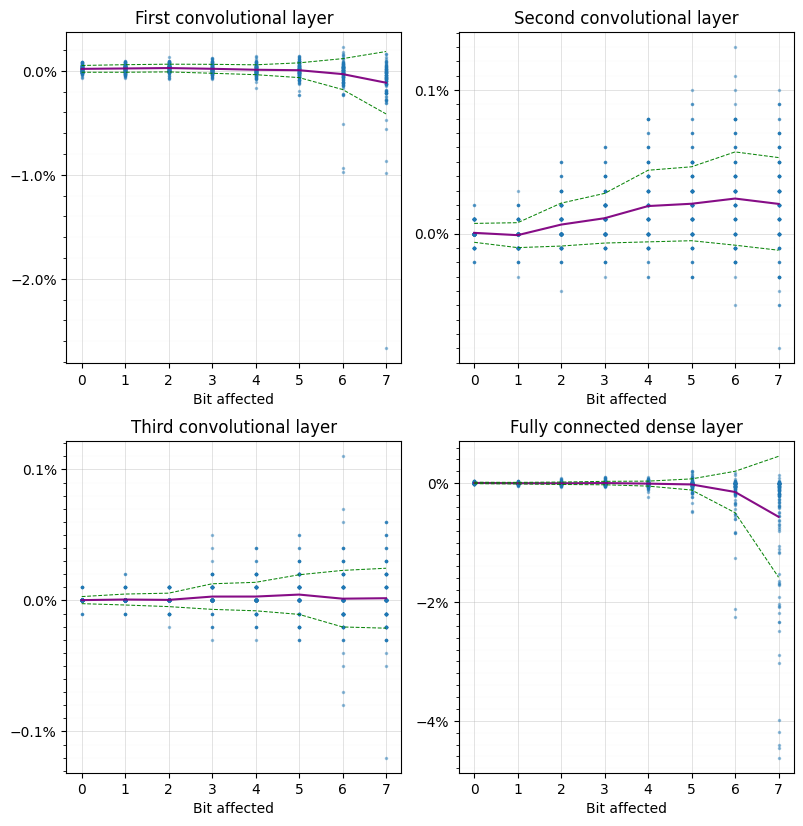 First convolutional layer
0.0%
−1.0%
−2.0%
0 1 2 3 4 5 6 7
Bit affected
Second convolutional layer
0.1%
0.0%
0 1 2 3 4 5 6 7
Bit affected
Third convolutional layer
0.1%
0.0%
−0.1%
0 1 2 3 4 5 6 7
Bit affected
Fully connected dense layer
0%
−2%
−4%
0 1 2 3 4 5 6 7
Bit affected